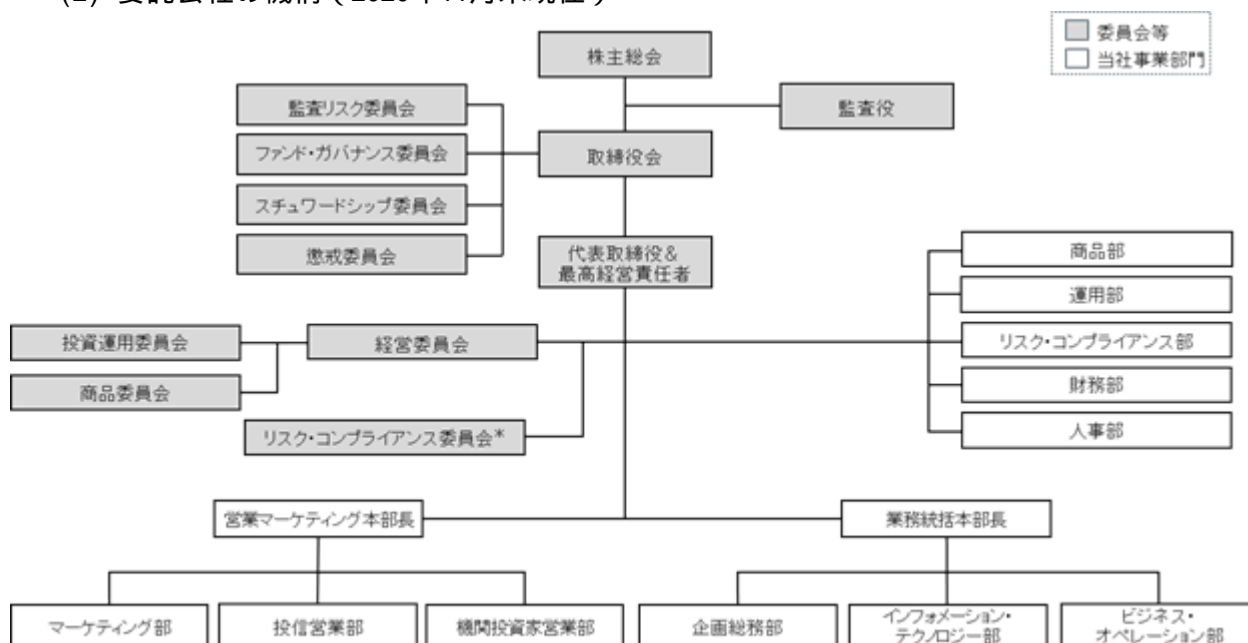 委員会等
当社事業部門
株主総会
監査リスク委員会
監査役
ファンド・ガバナンス委員会
取締役会
スチュワードシップ委員会
懲戒委員会
代表取締役&
最高経営責任者
商品部
運用部
投資運用委員会
経営委員会
リスク・コンプライアンス部
商品委員会
財務部
リスク・コンプライアンス委員会*
人事部
営業マーケティング本部長
業務統括本部長
マーケティング部
投信営業部
機関投資家営業部
企画総務部
インフォメーション・
テクノロジー部
ビジネス・
オペレーション部